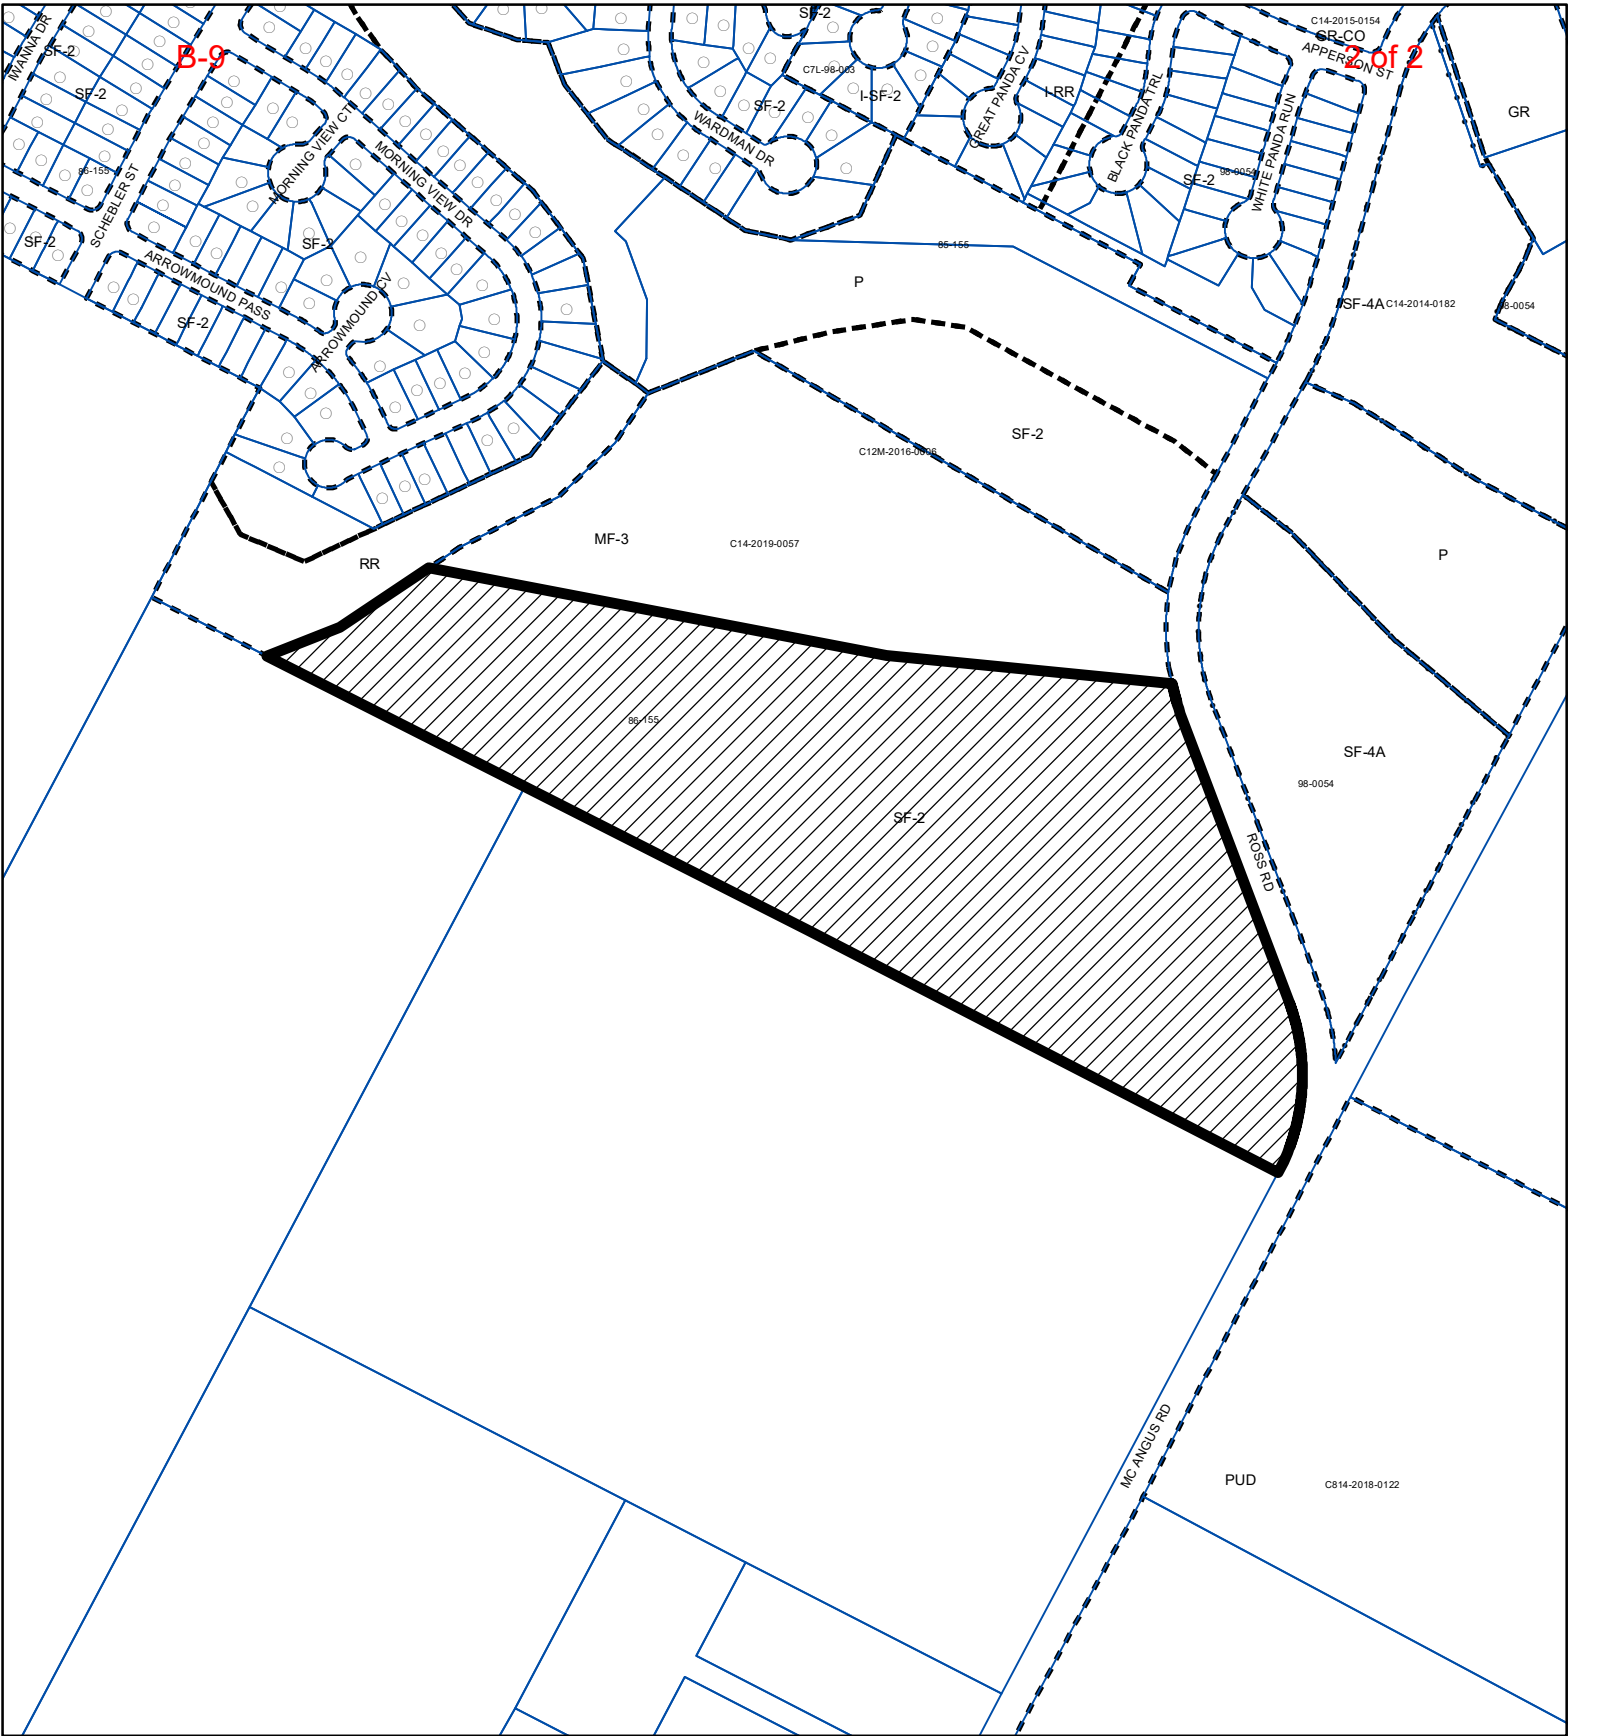 B-9
2 of 2
IWANNA DR
SF-2
SF-2
86-155
SCHEBLER ST
SF-2
ARROWMOUND PASS
SF-2
MORNING VIEW CT
MORNING VIEW DR
SF-2
ARROWMOUND CV
SF-2
C7L-98-003
SF-2
I-SF-2
WARDMAN DR
GREAT PANDA CV
I-RR
BLACK PANDA TRL
SF-2
98-0054
WHITE PANDA RUN
C14-2015-0154
GR-CO
APPERSON ST
GR
85-155
P
SF-4A
C14-2014-0182
98-0054
SF-2
C12M-2016-0006
MF-3
C14-2019-0057
RR
P
86-155
SF-2
SF-4A
98-0054
ROSS RD
MC ANGUS RD
PUD
C814-2018-0122